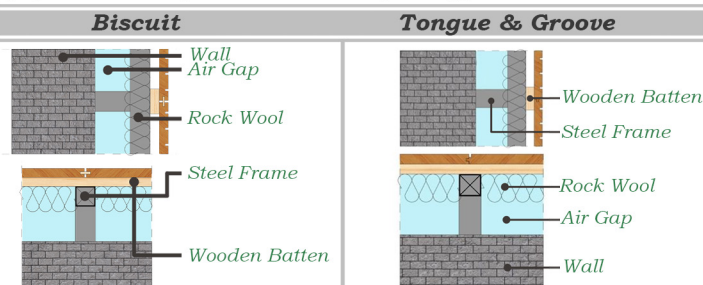 Biscuit
Tongue & Groove
Wall
Air Gap
Rock Wool
Steel Frame
Wooden Batten
Wooden Batten
Steel Frame
Rock Wool
Air Gap
Wall